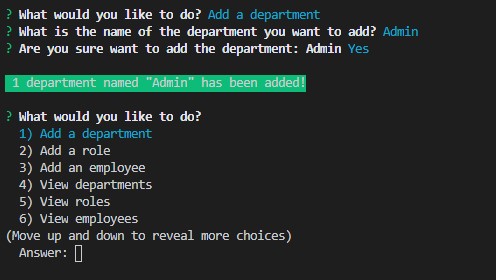 ? What would you like to do? Add a department
? What is the name of the department you want to add? Admin
? Are you sure want to add the department: Admin Yes
1 department named "Admin" has been added!
? What would you like to do?
1) Add a department
2) Add a role
3) Add an employee
4) View departments
5) View roles
6) View employees
(Move up and down to reveal more choices)
Answer: